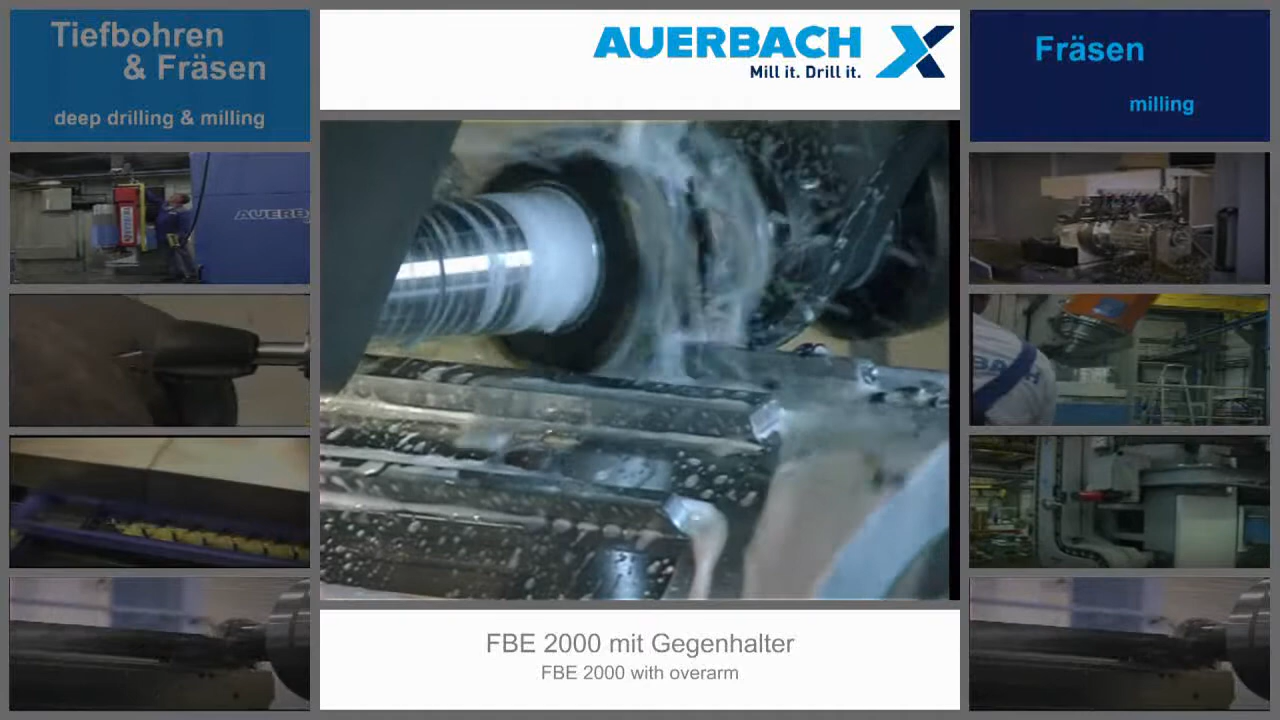 Tiefbohren
& Fräsen
deep drilling & milling
AUERBACH
Mill it. Drill it.
Fräsen
milling
FBE 2000 mit Gegenhalter
FBE 2000 with overarm